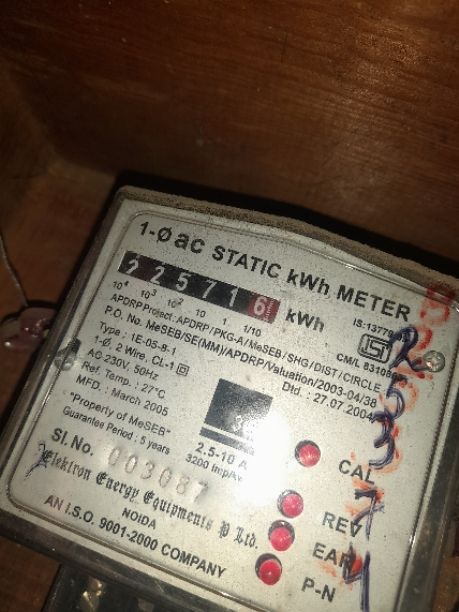 1-Ø aC STATIC kWh METER
2 2 5 7 1 6 kWh
10⁴ 10³ 10² 10 1 1/10
IS:13779
APDRP Project : APDRP/PKG-A/MeSEB/SHG/DIST/CIRCLE
CM/L
P.O. No. MeSEB/SE(MM)/APDRP/Valuation/2003-04/38
Dtd : 27.07.2004
Type : 1E-05-B-1
1-Ø, 2 Wire, CL-1
AC 230V, 50Hz
Ref. Temp. : 27°C
MFD. : March 2005
"Property of MeSEB"
Guarantee Period : 5 years
2.5-10 A
3200 Imp/
Sl. No. 003087
CAL
REV
EAR
P-N
Elektron Energy Equipments P Ltd.
NOIDA
AN I.S.O. 9001-2000 COMPANY